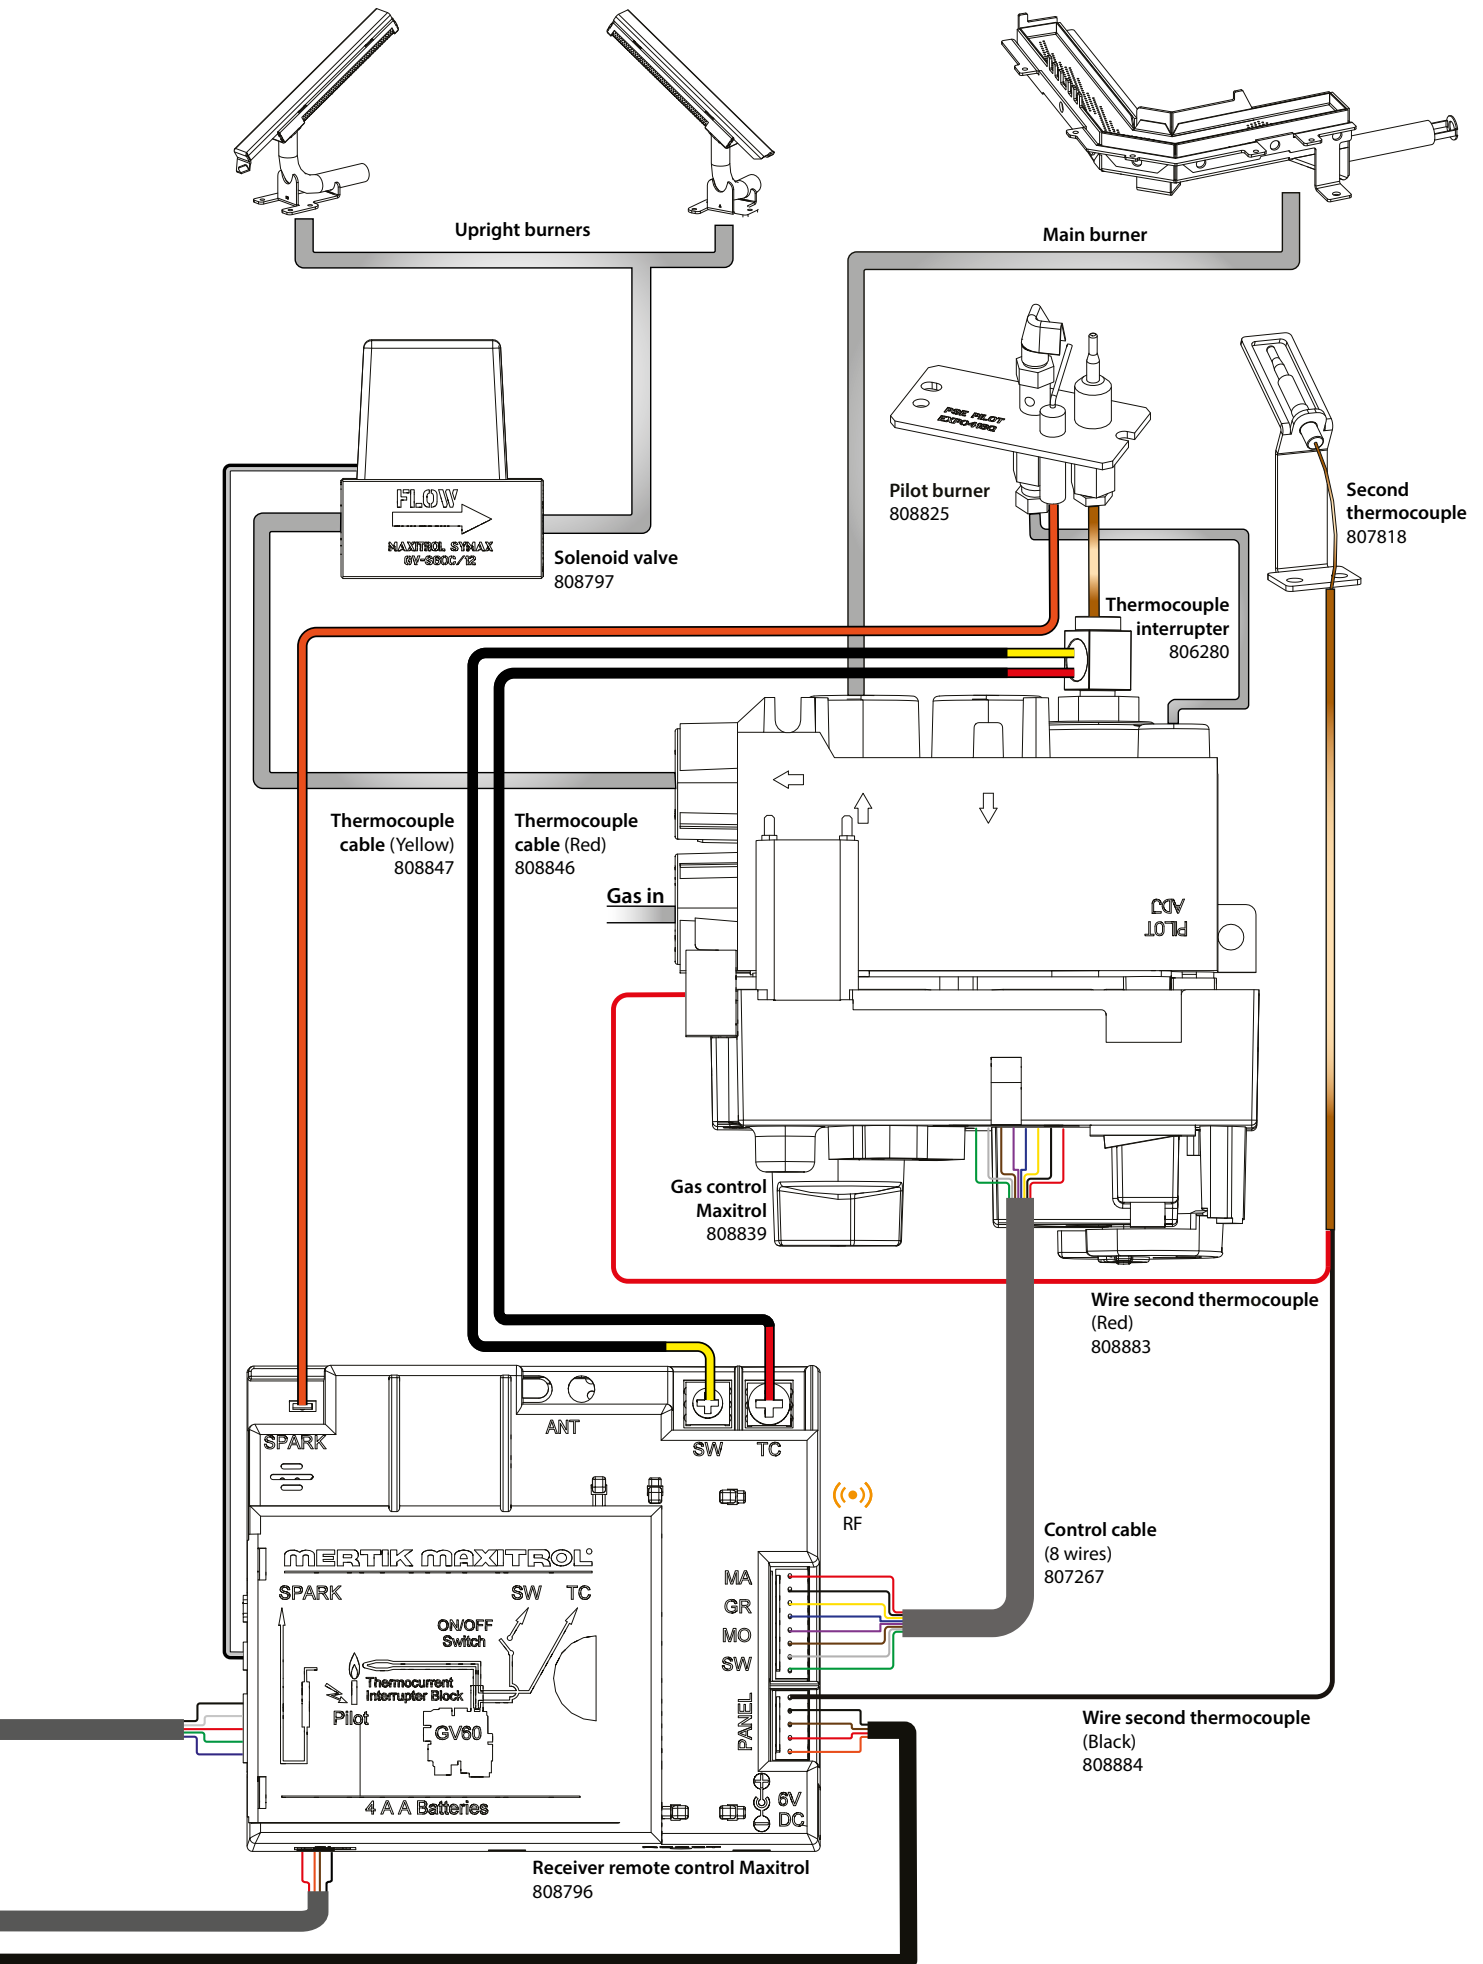 Upright burners
Main burner
PSE PILOT
FLOW
MAXITROL SYMAX
GV-S60C/12
Solenoid valve
808797
Pilot burner
808825
Second
thermocouple
807818
Thermocouple
interrupter
806280
Thermocouple
cable (Yellow)
808847
Thermocouple
cable (Red)
808846
Gas in
PILOT
ADJ
Gas control
Maxitrol
808839
Wire second thermocouple
(Red)
808883
SPARK
ANT
SW
TC
RF
Control cable
(8 wires)
807267
MERTIK MAXITROL
SPARK
SW
TC
ON/OFF
Switch
Thermocurrent
Interrupter Block
Pilot
GV60
4 A A Batteries
MA
GR
MO
SW
PANEL
6V
DC
Wire second thermocouple
(Black)
808884
Receiver remote control Maxitrol
808796